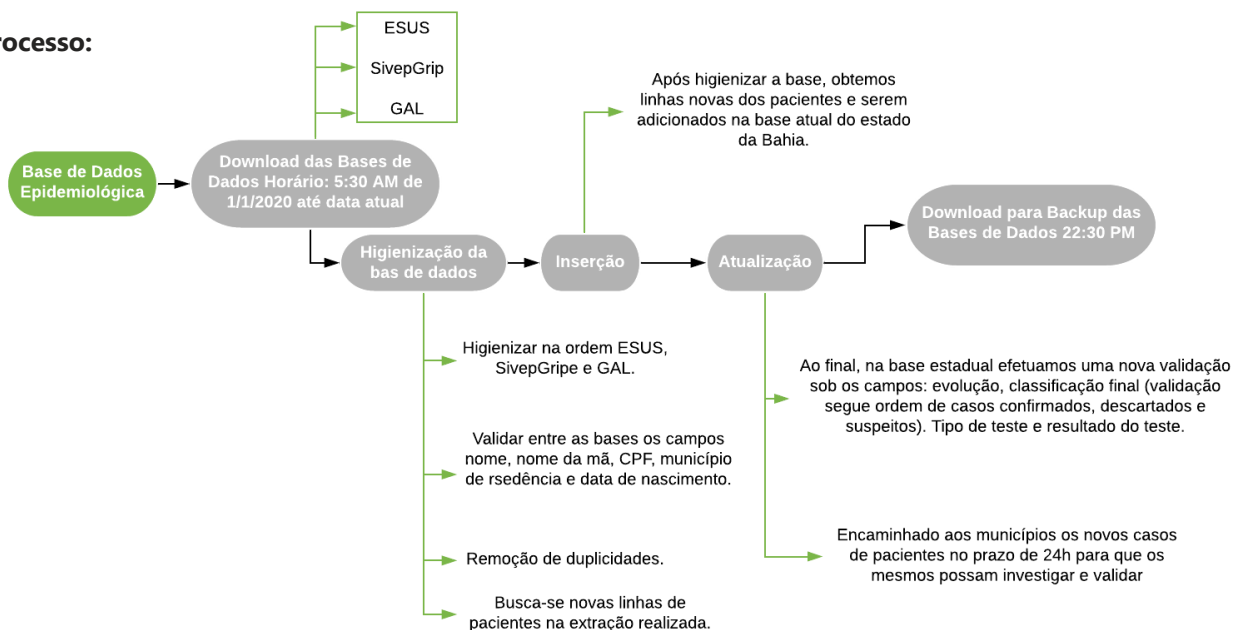 rocesso:
ESUS
SivepGrip
GAL
Base de Dados
Epidemiológica
Download das Bases de
Dados Horário: 5:30 AM de
1/1/2020 até data atual
Após higienizar a base, obtemos
linhas novas dos pacientes e serem
adicionados na base atual do estado
da Bahia.
Higienização da
bas de dados
Inserção
Atualização
Download para Backup das
Bases de Dados 22:30 PM
Higienizar na ordem ESUS,
SivepGripe e GAL.
Validar entre as bases os campos
nome, nome da mã, CPF, município
de rsedência e data de nascimento.
Remoção de duplicidades.
Busca-se novas linhas de
pacientes na extração realizada.
Ao final, na base estadual efetuamos uma nova validação
sob os campos: evolução, classificação final (validação
segue ordem de casos confirmados, descartados e
suspeitos). Tipo de teste e resultado do teste.
Encaminhado aos municípios os novos casos
de pacientes no prazo de 24h para que os
mesmos possam investigar e validar